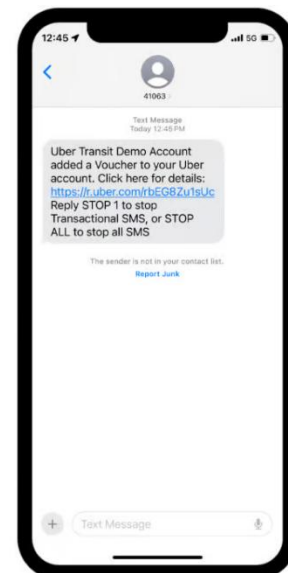 12:45
5G
41063
Text Message
Today 12:45 PM
Uber Transit Demo Account
added a Voucher to your Uber
account. Click here for details:
https://r.uber.com/rbEG8Zu1sUc
Reply STOP 1 to stop
Transactional SMS, or STOP
ALL to stop all SMS
The sender is not in your contact list.
Report Junk
Text Message